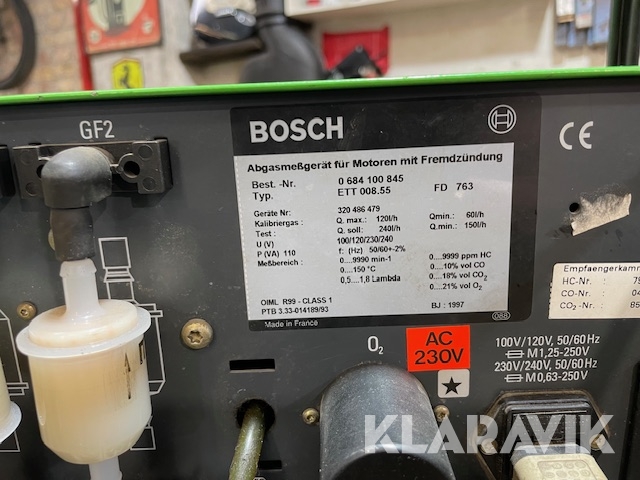 GF2
BOSCH
CE
Abgasmeßgerät für Motoren mit Fremdzündung
Best. -Nr. 0 684 100 845
Typ. ETT 008.55 FD 763
Geräte Nr: 320 486 479
Kalibriergas : Q. max.: 120l/h Qmin.: 60l/h
Test : Q. soll: 240l/h Q.min.: 150l/h
U (V) 100/120/230/240
P (VA) 110 f: (Hz) 50/60+-2%
Meßbereich : 0...9990 min-1 0...9999 ppm HC
0....150 °C 0....10% vol CO
0,5...1,8 Lambda 0....18% vol CO2
0....21% vol O2
OIML R99 - CLASS 1
PTB 3.33-014189/93 BJ : 1997
Made in France 088
Empfaengerkamm
HC-Nr. : 75
CO-Nr. : 04
CO2-Nr. : 85
O2
AC
230V
100V/120V, 50/60Hz
M1,25-250V
230V/240V, 50/60Hz
M0,63-250V
KLARAVIK